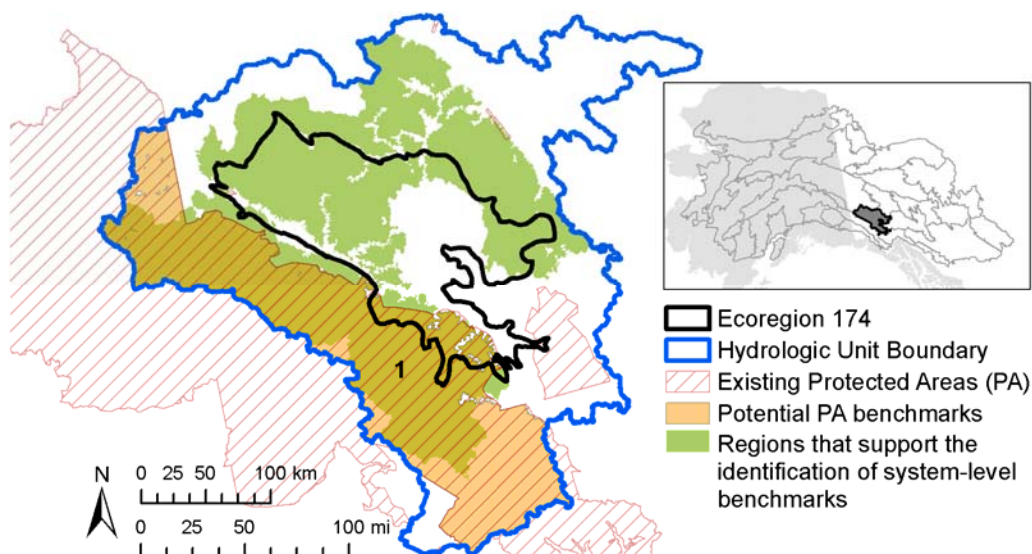 1
Ecoregion 174
Hydrologic Unit Boundary
Existing Protected Areas (PA)
Potential PA benchmarks
Regions that support the
identification of system-level
benchmarks
N
0 25 50 100 km
0 25 50 100 mi